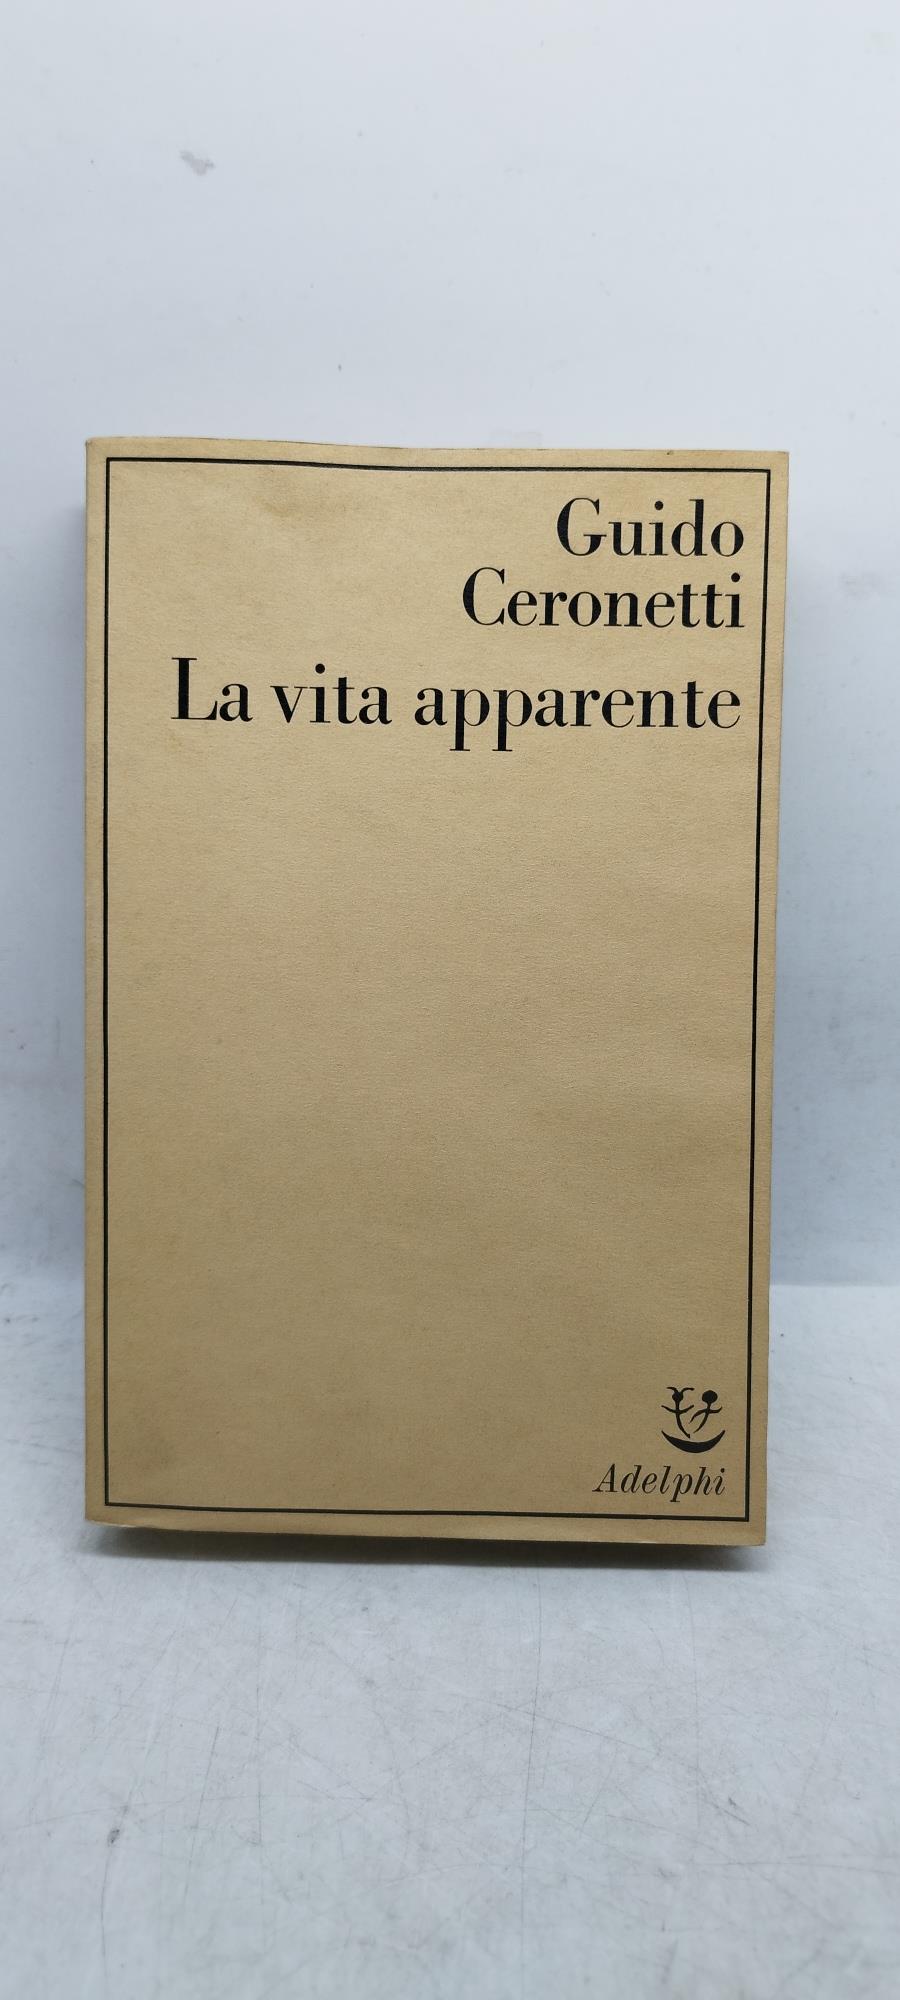 Guido
Ceronetti
La vita apparente
Adelphi